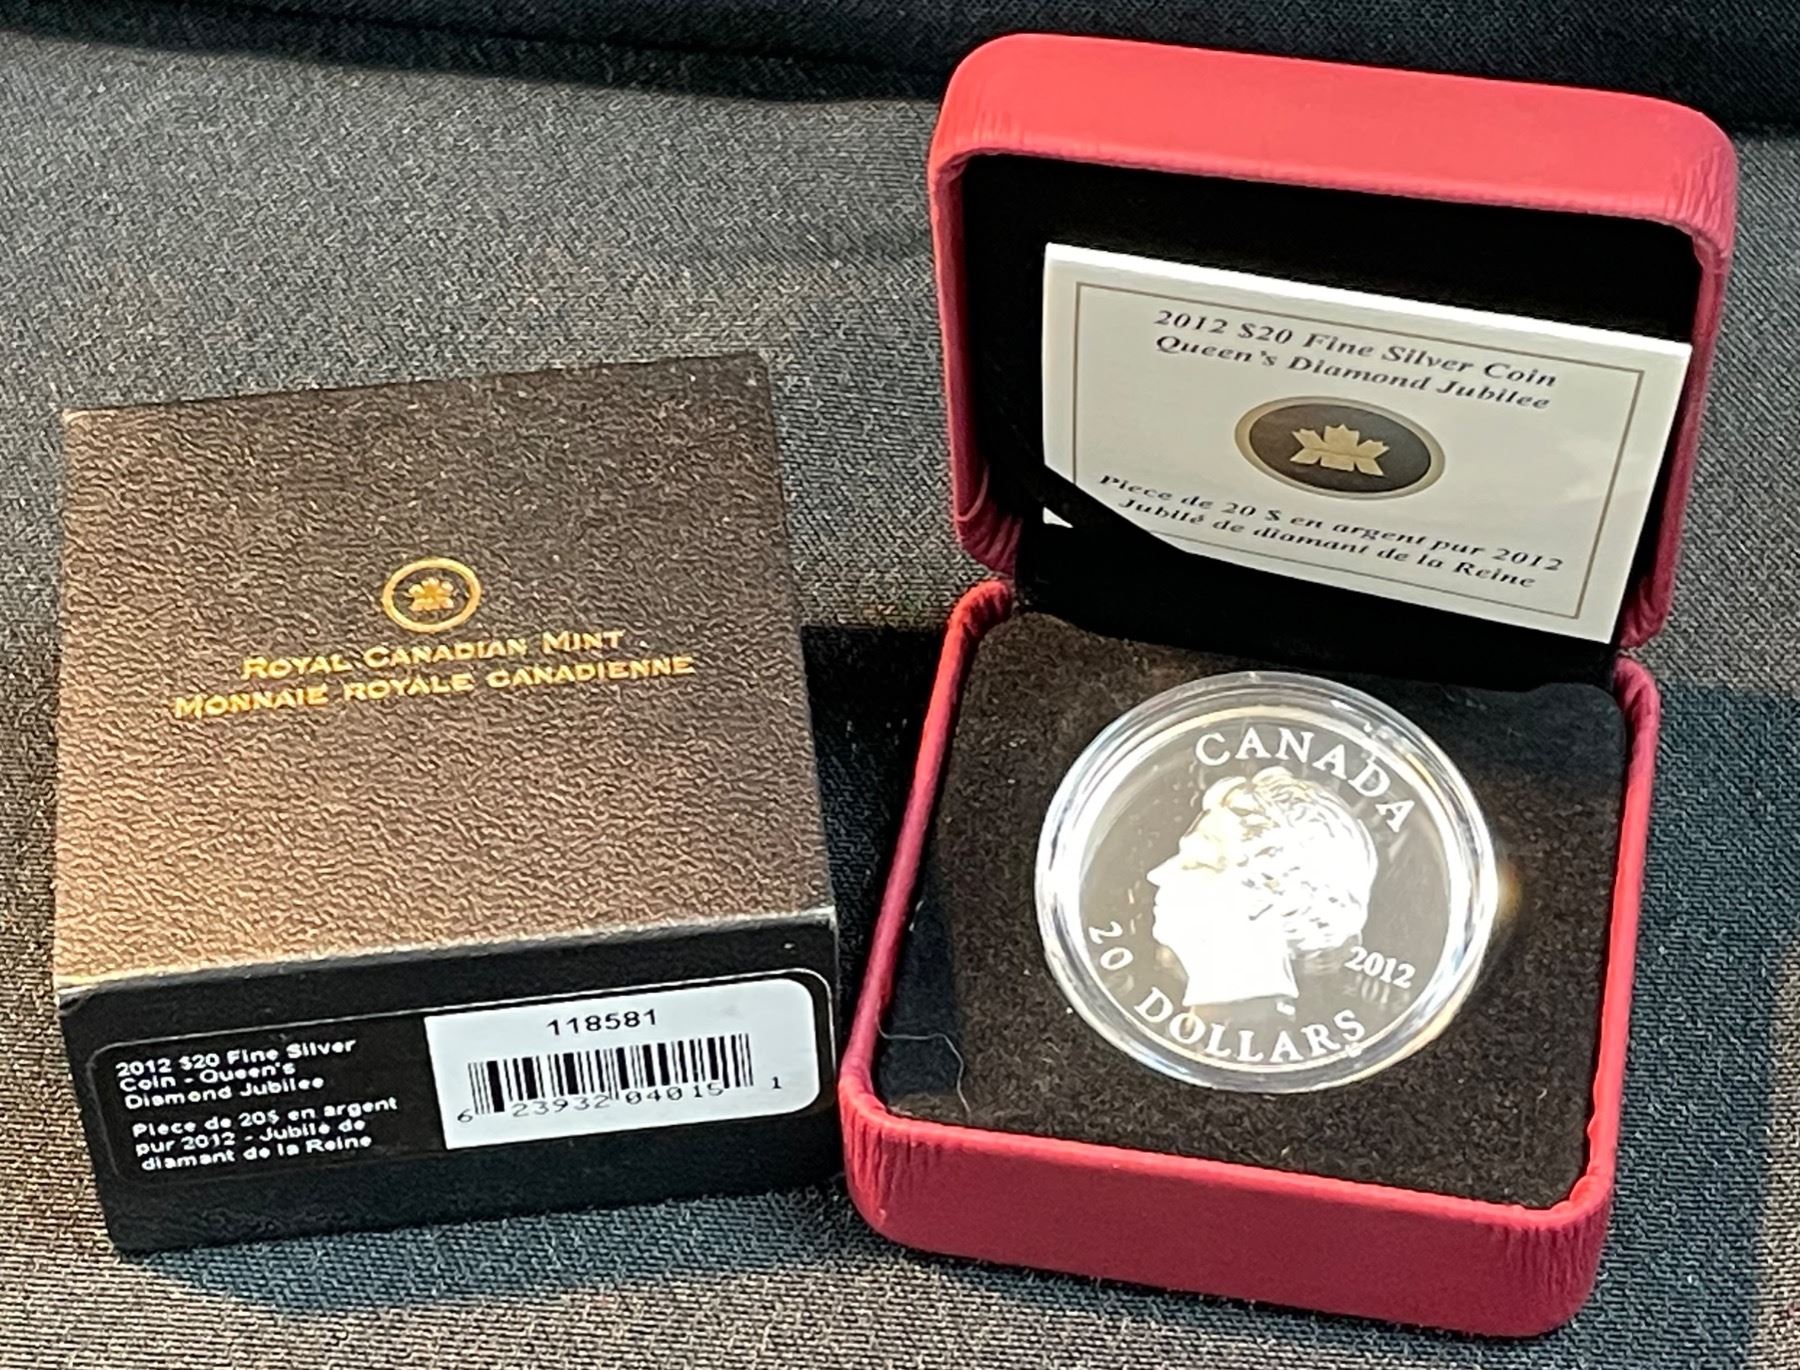 ROYAL CANADIAN MINT
MONNAIE ROYALE CANADIENNE
2012 $20 Fine Silver
Coin - Queen's
Diamond Jubilee
Piece de 20$ en argent
pur 2012 - Jubilé de
diamant de la Reine
118581
6 23932 04015 1
2012 $20 Fine Silver Coin
Queen's Diamond Jubilee
Piece de 20 $ en argent pur 2012
Jubilé de diamant de la Reine
CANADA
2012
20 DOLLARS